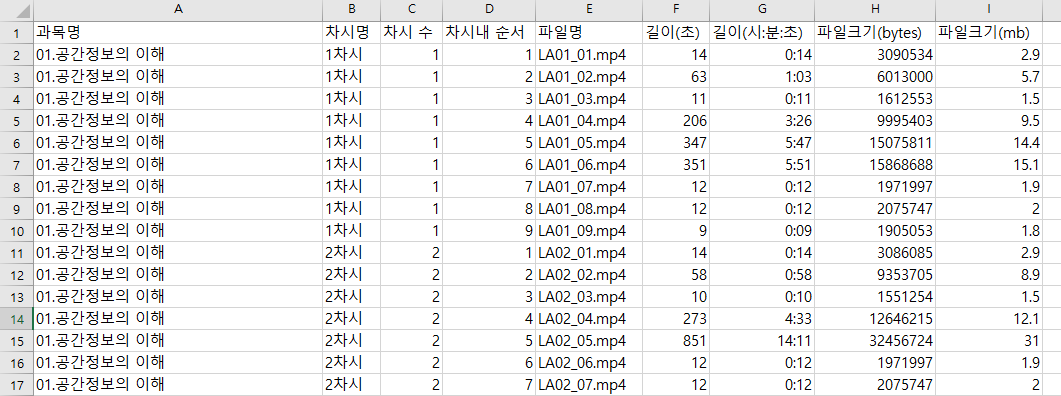 A B C D E F G H I
1 과목명 차시명 차시 수 차시내 순서 파일명 길이(초) 길이(시:분:초) 파일크기(bytes) 파일크기(mb)
2 01.공간정보의 이해 1차시 1 1 LA01_01.mp4 14 0:14 3090534 2.9
3 01.공간정보의 이해 1차시 1 2 LA01_02.mp4 63 1:03 6013000 5.7
4 01.공간정보의 이해 1차시 1 3 LA01_03.mp4 11 0:11 1612553 1.5
5 01.공간정보의 이해 1차시 1 4 LA01_04.mp4 206 3:26 9995403 9.5
6 01.공간정보의 이해 1차시 1 5 LA01_05.mp4 347 5:47 15075811 14.4
7 01.공간정보의 이해 1차시 1 6 LA01_06.mp4 351 5:51 15868688 15.1
8 01.공간정보의 이해 1차시 1 7 LA01_07.mp4 12 0:12 1971997 1.9
9 01.공간정보의 이해 1차시 1 8 LA01_08.mp4 12 0:12 2075747 2
10 01.공간정보의 이해 1차시 1 9 LA01_09.mp4 9 0:09 1905053 1.8
11 01.공간정보의 이해 2차시 2 1 LA02_01.mp4 14 0:14 3086085 2.9
12 01.공간정보의 이해 2차시 2 2 LA02_02.mp4 58 0:58 9353705 8.9
13 01.공간정보의 이해 2차시 2 3 LA02_03.mp4 10 0:10 1551254 1.5
14 01.공간정보의 이해 2차시 2 4 LA02_04.mp4 273 4:33 12646215 12.1
15 01.공간정보의 이해 2차시 2 5 LA02_05.mp4 851 14:11 32456724 31
16 01.공간정보의 이해 2차시 2 6 LA02_06.mp4 12 0:12 1971997 1.9
17 01.공간정보의 이해 2차시 2 7 LA02_07.mp4 12 0:12 2075747 2